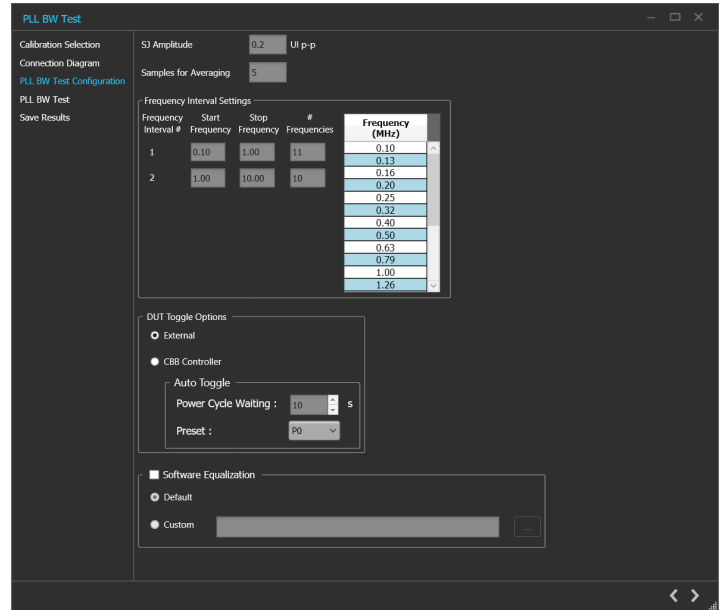 PLL BW Test
Calibration Selection
Connection Diagram
PLL BW Test Configuration
PLL BW Test
Save Results
SJ Amplitude 0.2 UI p-p
Samples for Averaging 5
Frequency Interval Settings
Frequency Start Stop #
Interval # Frequency Frequency Frequencies
1 0.10 1.00 11
2 1.00 10.00 10
Frequency
(MHz)
0.10
0.13
0.16
0.20
0.25
0.32
0.40
0.50
0.63
0.79
1.00
1.26
DUT Toggle Options
External
CBB Controller
Auto Toggle
Power Cycle Waiting : 10 s
Preset : P0
Software Equalization
Default
Custom ...